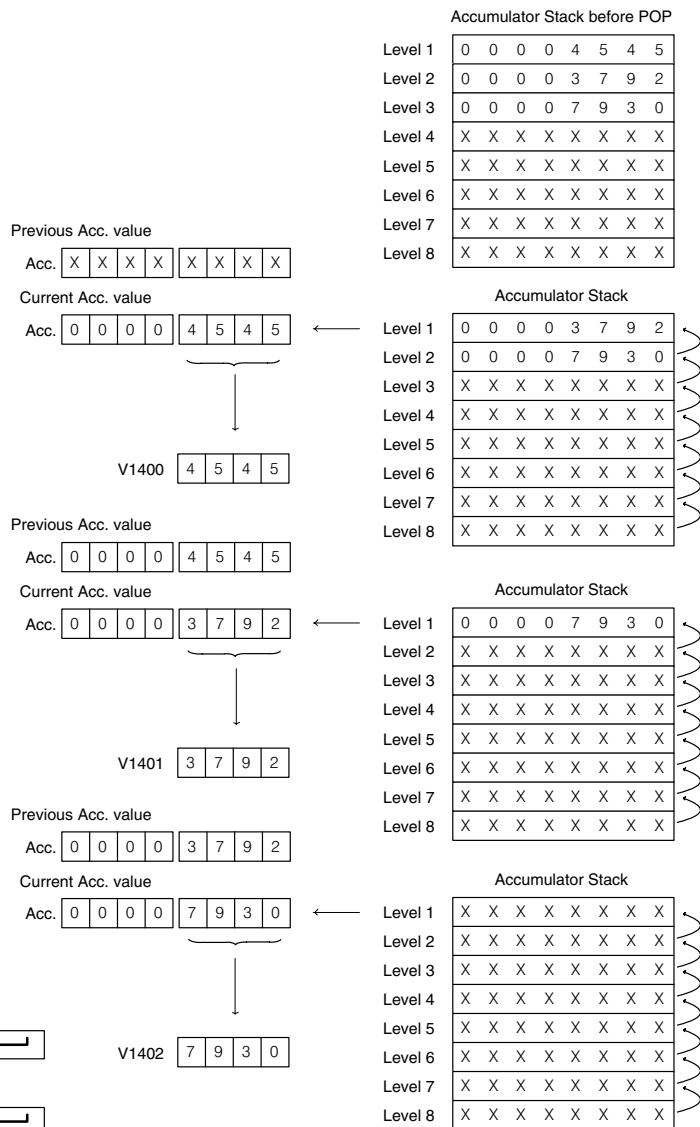 Accumulator Stack before POP
Level 1 0 0 0 0 4 5 4 5
Level 2 0 0 0 0 3 7 9 2
Level 3 0 0 0 0 7 9 3 0
Level 4 X X X X X X X X
Level 5 X X X X X X X X
Level 6 X X X X X X X X
Level 7 X X X X X X X X
Level 8 X X X X X X X X
Previous Acc. value
Acc. X X X X X X X X
Current Acc. value
Acc. 0 0 0 0 4 5 4 5
V1400 4 5 4 5
Accumulator Stack
Level 1 0 0 0 0 3 7 9 2
Level 2 0 0 0 0 7 9 3 0
Level 3 X X X X X X X X
Level 4 X X X X X X X X
Level 5 X X X X X X X X
Level 6 X X X X X X X X
Level 7 X X X X X X X X
Level 8 X X X X X X X X
Previous Acc. value
Acc. 0 0 0 0 4 5 4 5
Current Acc. value
Acc. 0 0 0 0 3 7 9 2
V1401 3 7 9 2
Accumulator Stack
Level 1 0 0 0 0 7 9 3 0
Level 2 X X X X X X X X
Level 3 X X X X X X X X
Level 4 X X X X X X X X
Level 5 X X X X X X X X
Level 6 X X X X X X X X
Level 7 X X X X X X X X
Level 8 X X X X X X X X
Previous Acc. value
Acc. 0 0 0 0 3 7 9 2
Current Acc. value
Acc. 0 0 0 0 7 9 3 0
V1402 7 9 3 0
Accumulator Stack
Level 1 X X X X X X X X
Level 2 X X X X X X X X
Level 3 X X X X X X X X
Level 4 X X X X X X X X
Level 5 X X X X X X X X
Level 6 X X X X X X X X
Level 7 X X X X X X X X
Level 8 X X X X X X X X